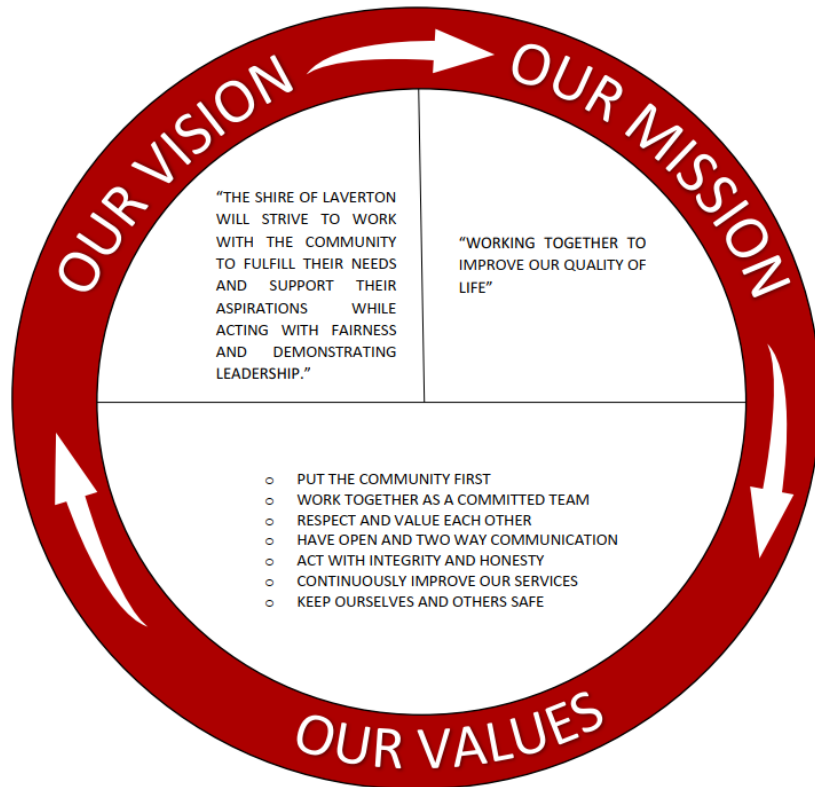 OUR VISION
OUR MISSION
“THE SHIRE OF LAVERTON
WILL STRIVE TO WORK
WITH THE COMMUNITY
TO FULFILL THEIR NEEDS
AND SUPPORT THEIR
ASPIRATIONS WHILE
ACTING WITH FAIRNESS
AND DEMONSTRATING
LEADERSHIP.”
“WORKING TOGETHER TO
IMPROVE OUR QUALITY OF
LIFE”
o PUT THE COMMUNITY FIRST
o WORK TOGETHER AS A COMMITTED TEAM
o RESPECT AND VALUE EACH OTHER
o HAVE OPEN AND TWO WAY COMMUNICATION
o ACT WITH INTEGRITY AND HONESTY
o CONTINUOUSLY IMPROVE OUR SERVICES
o KEEP OURSELVES AND OTHERS SAFE
OUR VALUES